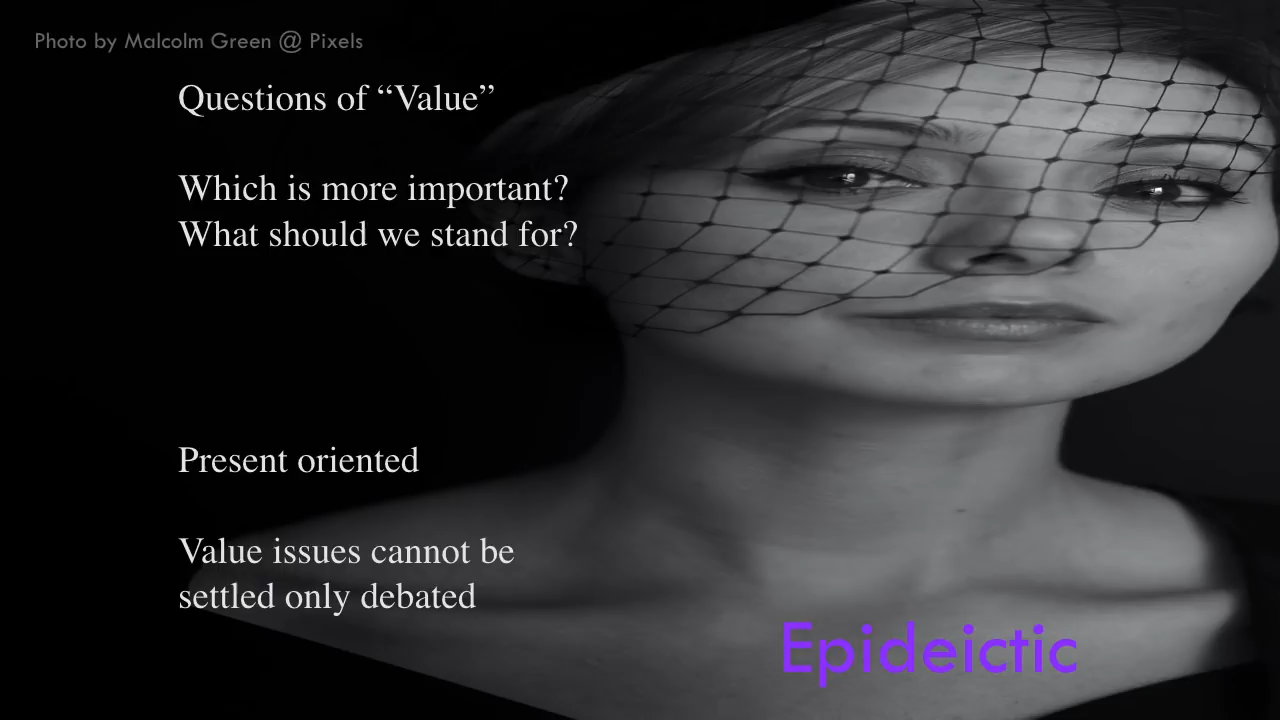 Photo by Malcolm Green @ Pixels
Questions of “Value”
Which is more important?
What should we stand for?
Present oriented
Value issues cannot be
settled only debated
Epideictic